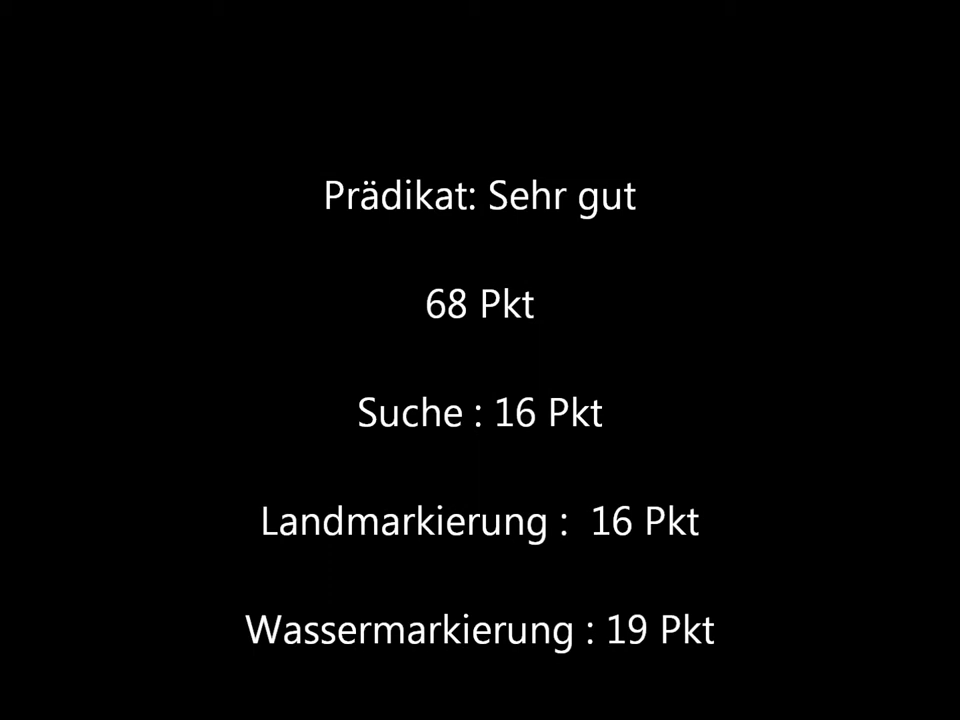 Prädikat: Sehr gut
68 Pkt
Suche : 16 Pkt
Landmarkierung :  16 Pkt
Wassermarkierung : 19 Pkt